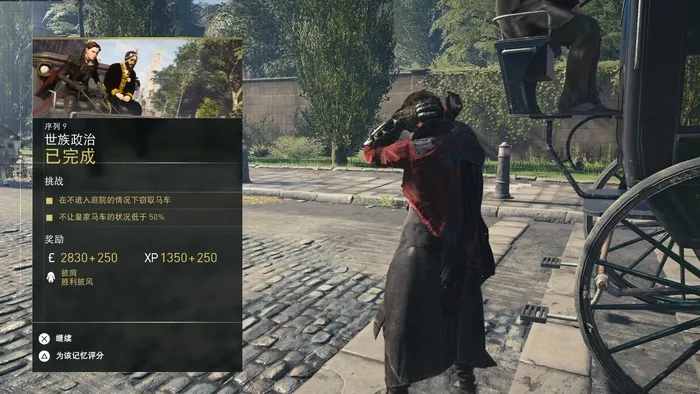 序列 9
世族政治
已完成
挑战
在不进入庭院的情况下窃取马车
不让皇家马车的状况低于 50%
奖励
£ 2830+250 XP 1350+250
披肩
胜利披风
继续
为该记忆评分